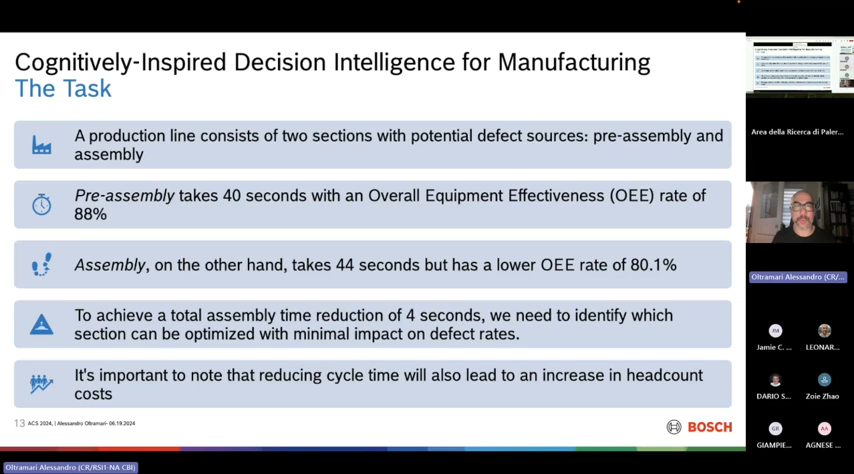 Cognitively-Inspired Decision Intelligence for Manufacturing
The Task
A production line consists of two sections with potential defect sources: pre-assembly and
assembly
Pre-assembly takes 40 seconds with an Overall Equipment Effectiveness (OEE) rate of
88%
Assembly, on the other hand, takes 44 seconds but has a lower OEE rate of 80.1%
To achieve a total assembly time reduction of 4 seconds, we need to identify which
section can be optimized with minimal impact on defect rates.
It's important to note that reducing cycle time will also lead to an increase in headcount
costs
13 ACS 2024, | Alessandro Oltramari- 06.19.2024
BOSCH
Oltramari Alessandro (CR/RSI1-NA CBI)
Area della Ricerca di Paler...
Oltramari Alessandro (CR/...
Jamie C. ...
LEONAR...
DARIO S...
Zoie Zhao
GR
AA
GIAMPIE...
AGNESE ...